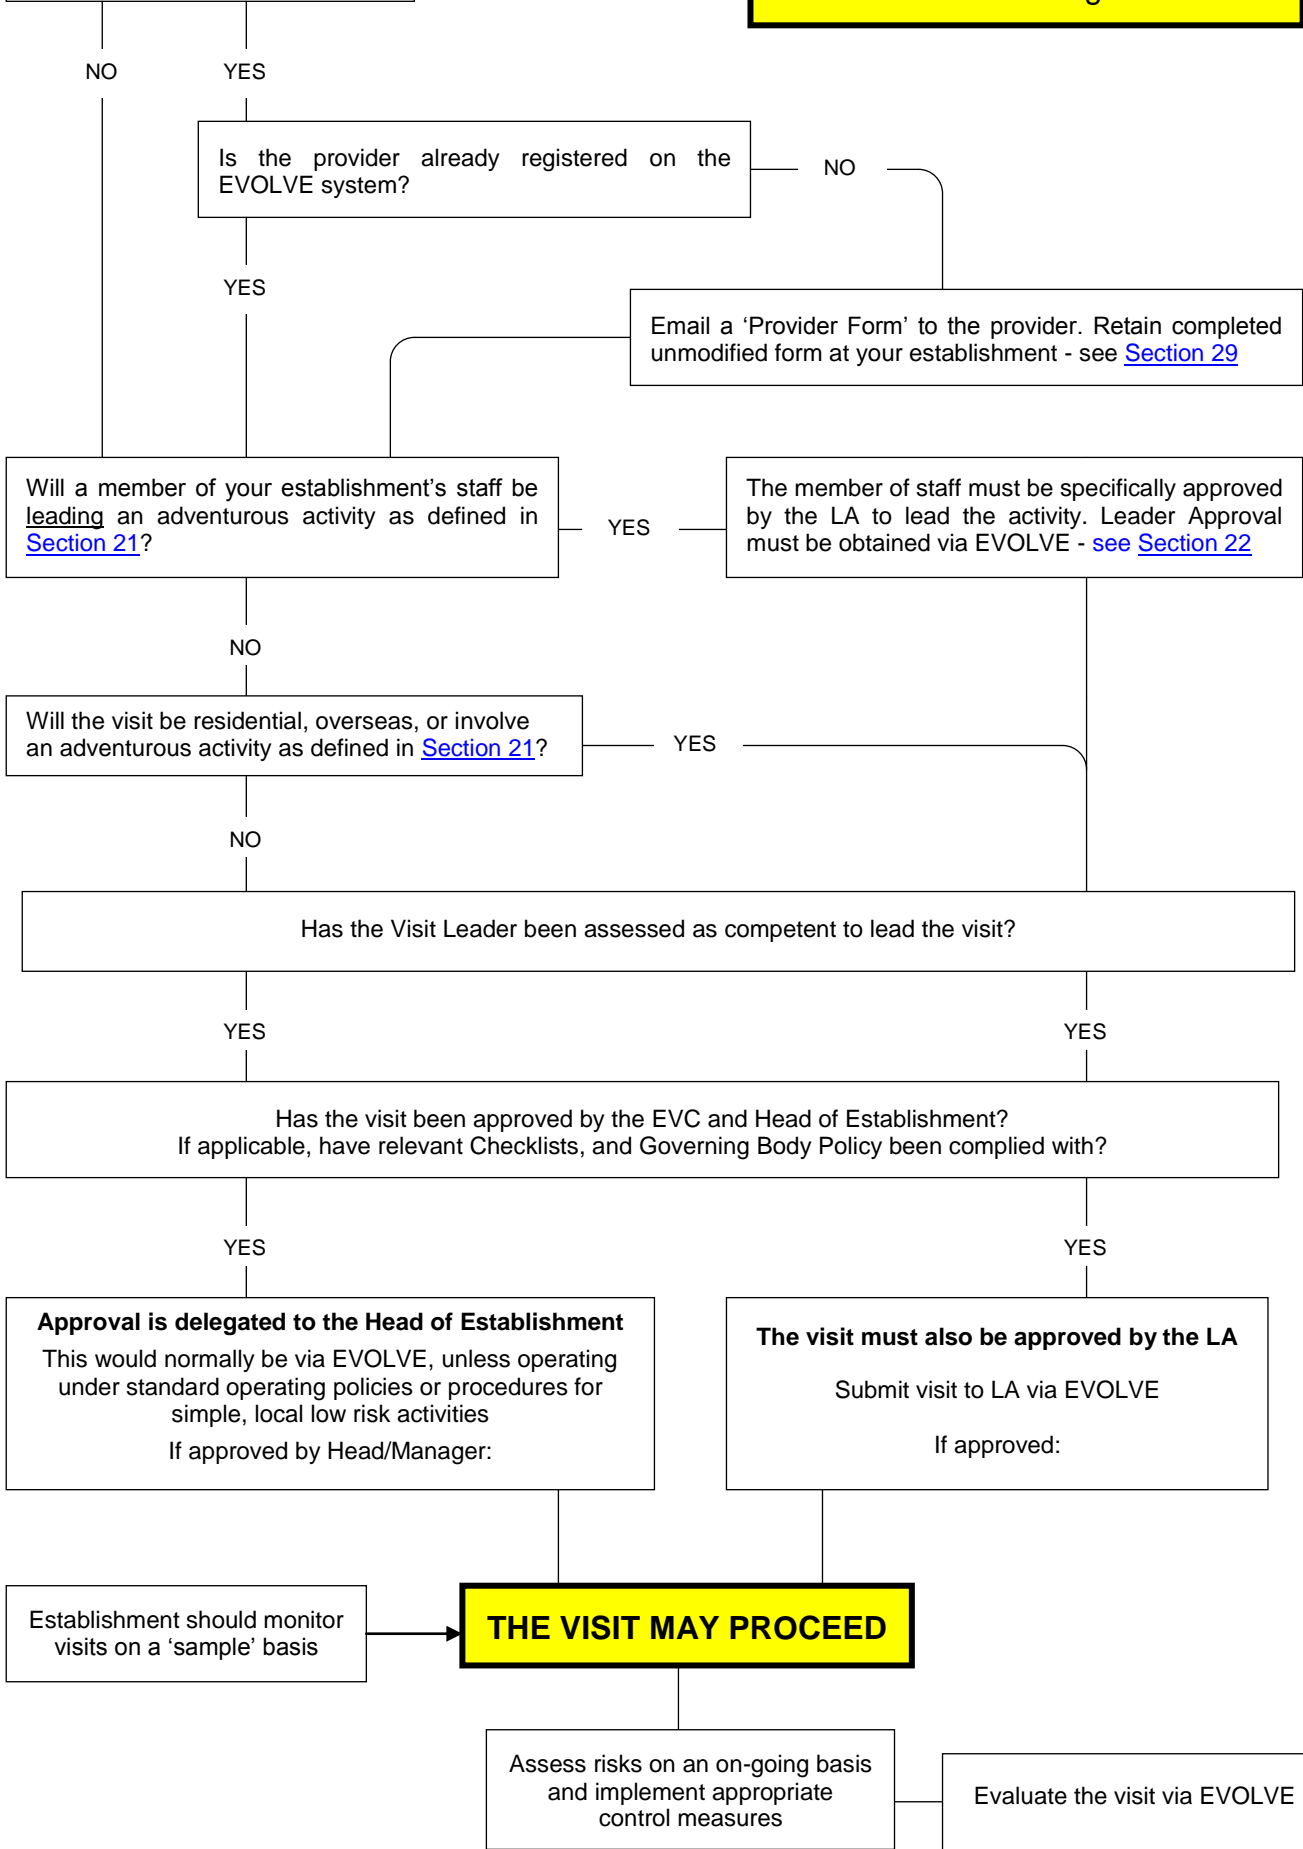 NO
YES
Is the provider already registered on the
EVOLVE system?
NO
YES
Email a ‘Provider Form’ to the provider. Retain completed
unmodified form at your establishment - see Section 29
Will a member of your establishment’s staff be
leading an adventurous activity as defined in
Section 21?
YES
The member of staff must be specifically approved
by the LA to lead the activity. Leader Approval
must be obtained via EVOLVE - see Section 22
NO
Will the visit be residential, overseas, or involve
an adventurous activity as defined in Section 21?
YES
NO
Has the Visit Leader been assessed as competent to lead the visit?
YES
YES
Has the visit been approved by the EVC and Head of Establishment?
If applicable, have relevant Checklists, and Governing Body Policy been complied with?
YES
YES
Approval is delegated to the Head of Establishment
This would normally be via EVOLVE, unless operating
under standard operating policies or procedures for
simple, local low risk activities
If approved by Head/Manager:
The visit must also be approved by the LA
Submit visit to LA via EVOLVE
If approved:
Establishment should monitor
visits on a ‘sample’ basis
THE VISIT MAY PROCEED
Assess risks on an on-going basis
and implement appropriate
control measures
Evaluate the visit via EVOLVE